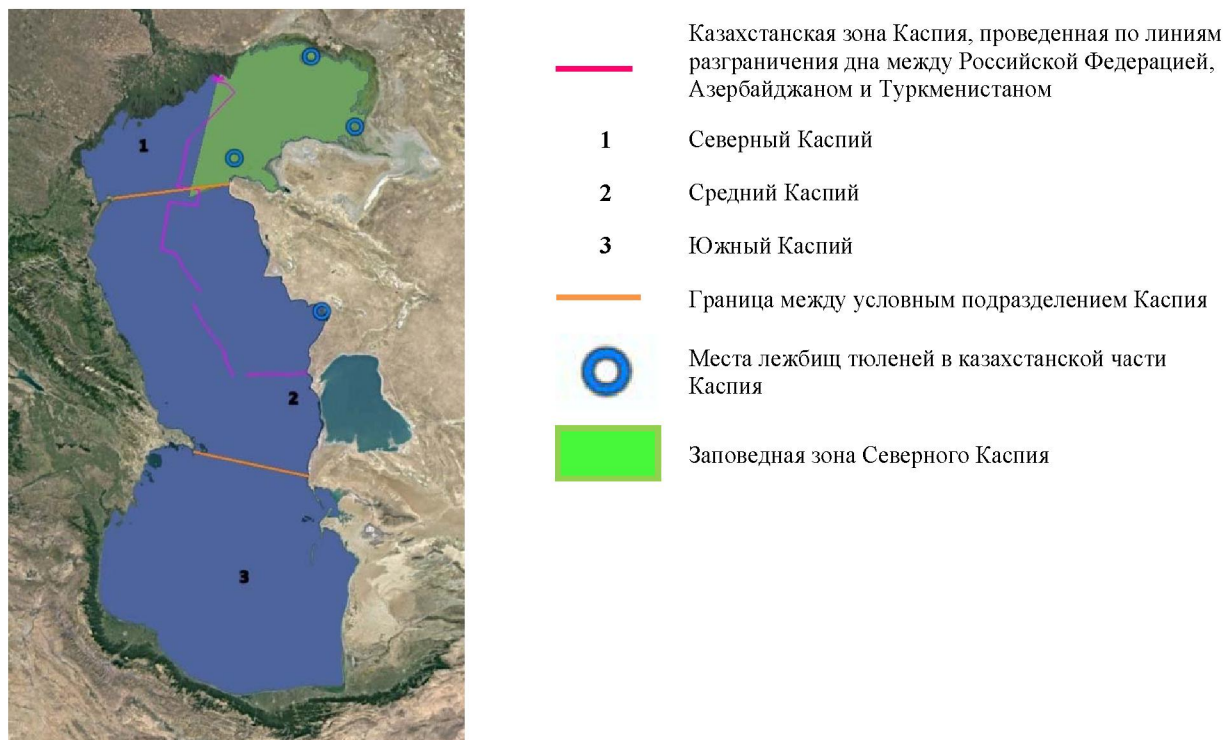 Казахстанская зона Каспия, проведенная по линиям
разграничения дна между Российской Федерацией,
Азербайджаном и Туркменистаном
1
Северный Каспий
2
Средний Каспий
3
Южный Каспий
Граница между условным подразделением Каспия
Места лежбищ тюленей в казахстанской части
Каспия
Заповедная зона Северного Каспия
1
2
3